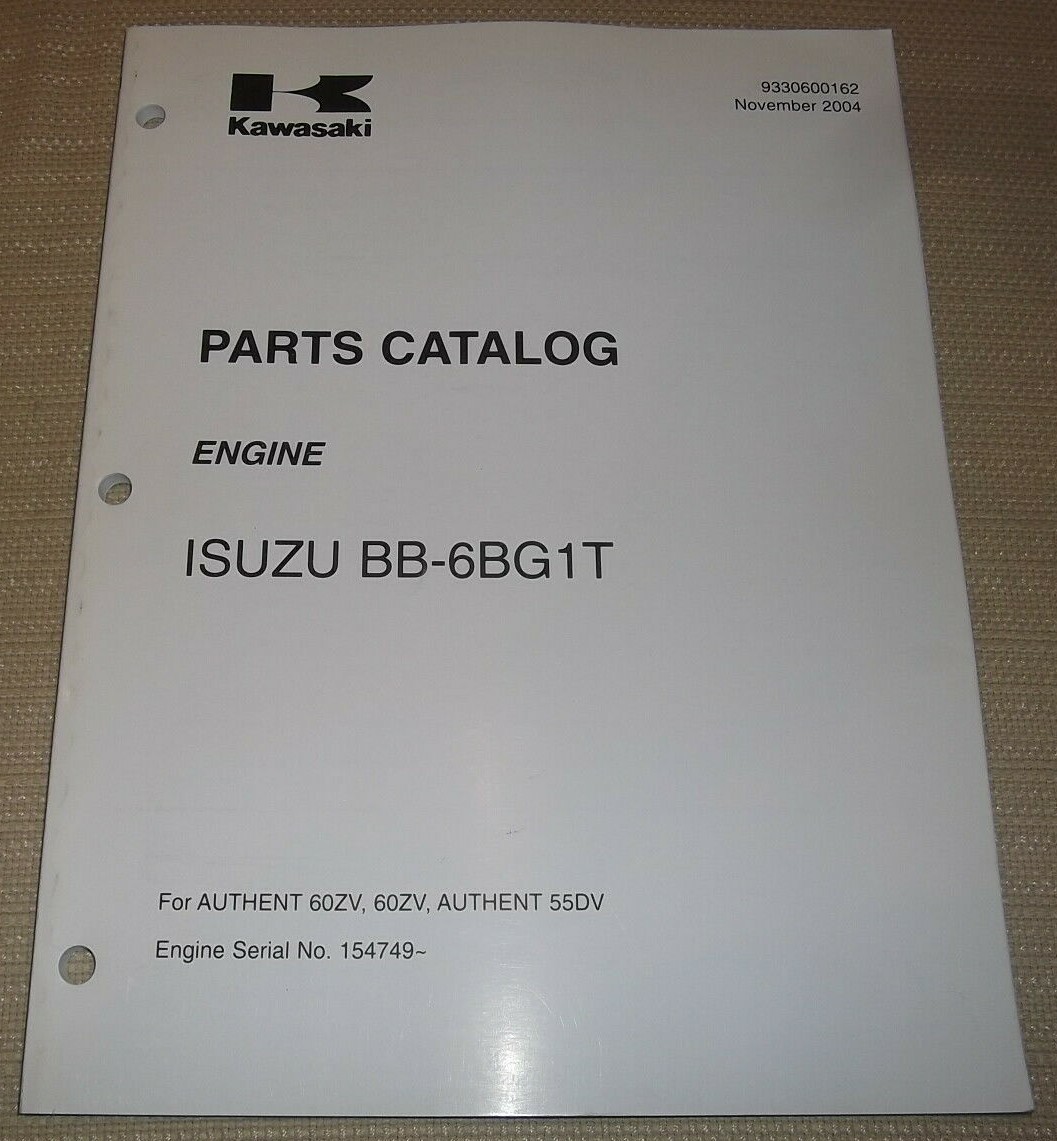 Kawasaki
9330600162
November 2004
PARTS CATALOG
ENGINE
ISUZU BB-6BG1T
For AUTHENT 60ZV, 60ZV, AUTHENT 55DV
Engine Serial No. 154749~